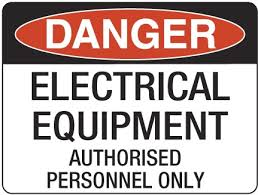 DANGER
ELECTRICAL
EQUIPMENT
AUTHORISED
PERSONNEL ONLY